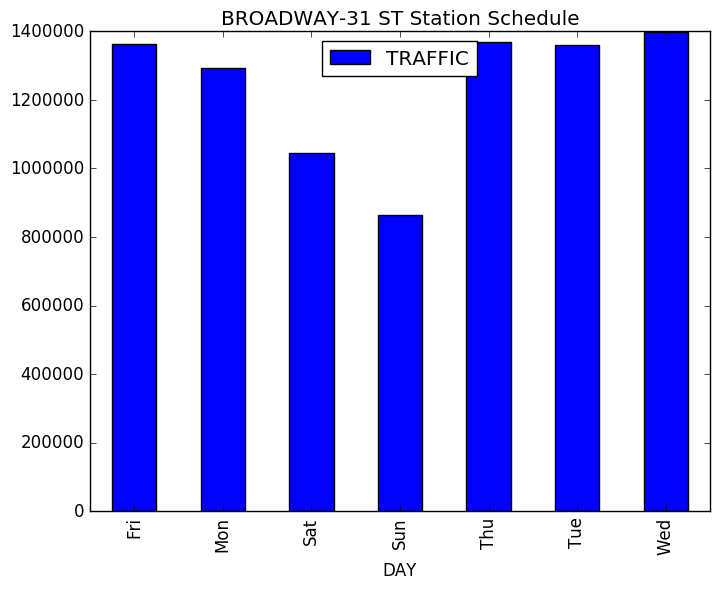 BROADWAY-31 ST Station Schedule
1400000
1200000
1000000
800000
600000
400000
200000
0
TRAFFIC
Fri
Mon
Sat
Sun
Thu
Tue
Wed
DAY